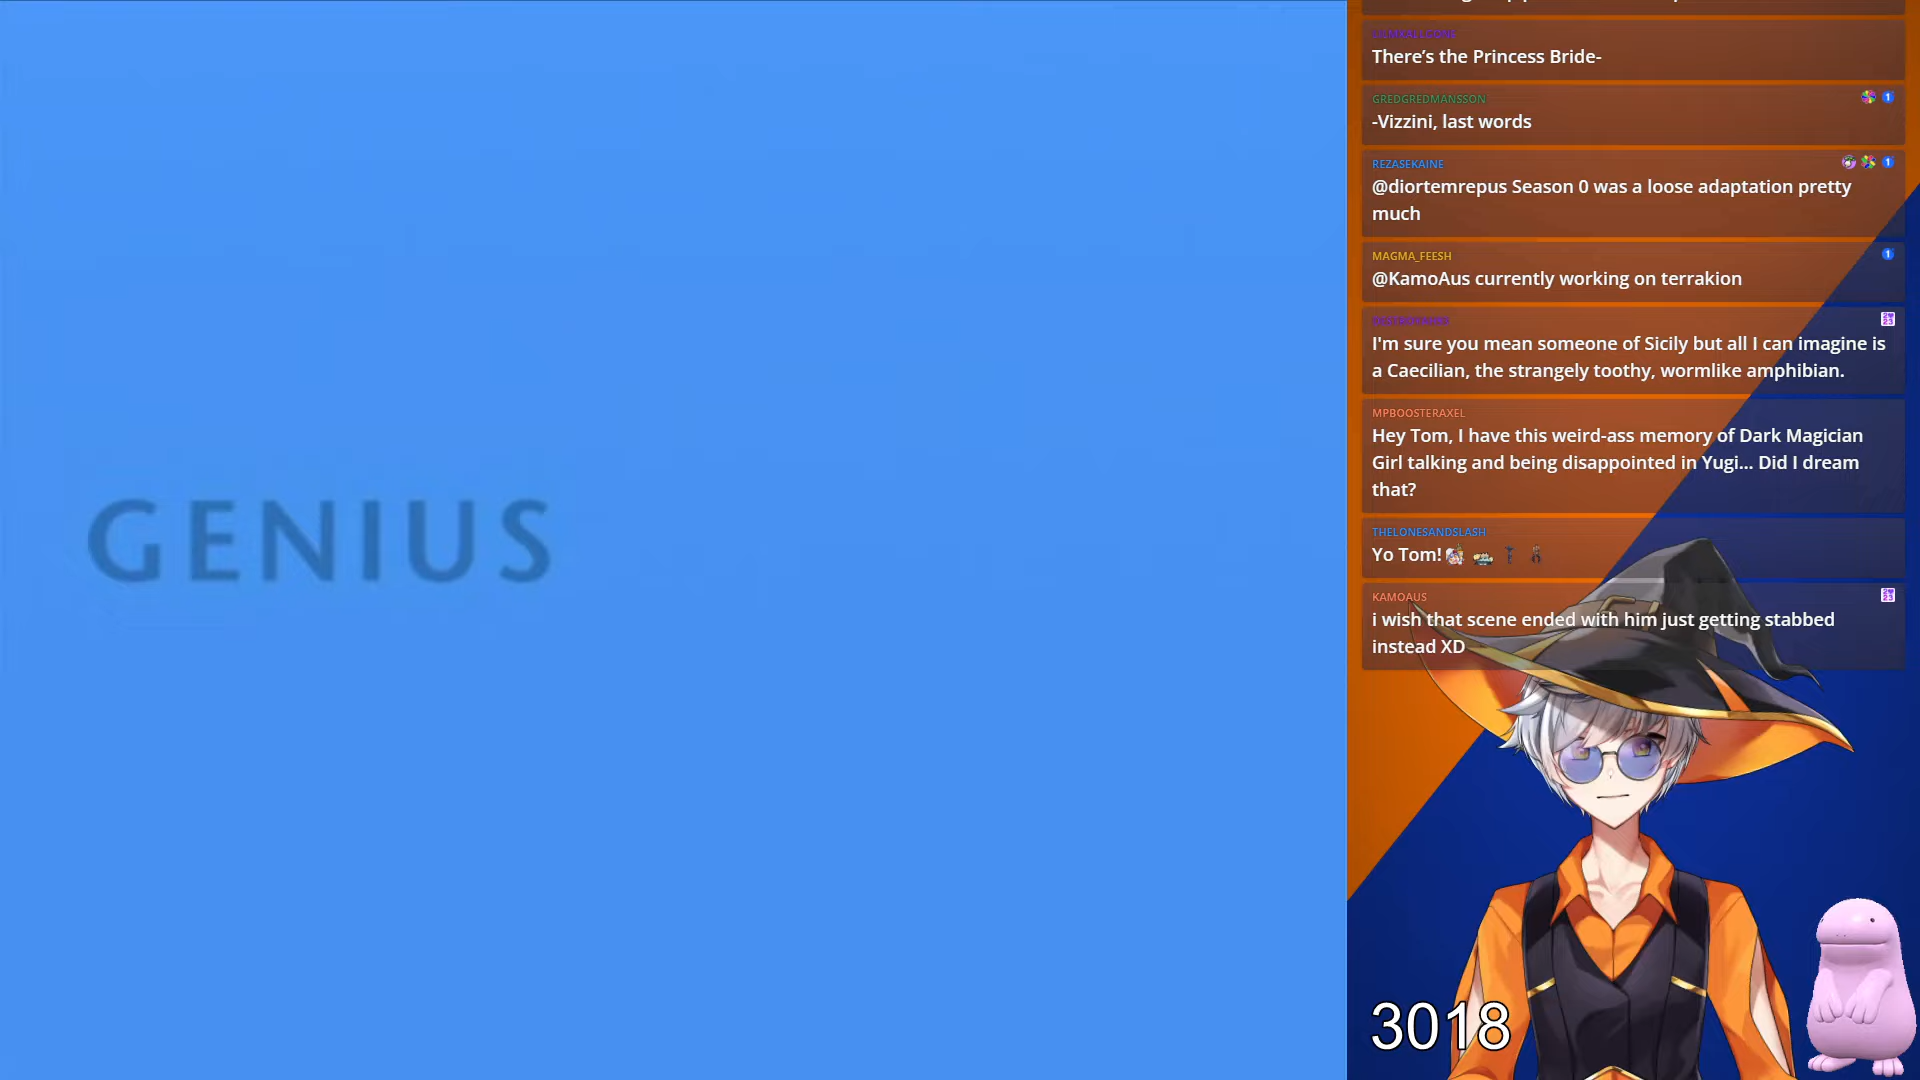 GENIUS
There's the Princess Bride-
GREDGREDMANSSON
-Vizzini, last words
REZASEKAINE
@diortemrepus Season 0 was a loose adaptation pretty
much
MAGMA_FEESH
@KamoAus currently working on terrakion
I'm sure you mean someone of Sicily but all I can imagine is
a Caecilian, the strangely toothy, wormlike amphibian.
MPBOOSTERAXEL
Hey Tom, I have this weird-ass memory of Dark Magician
Girl talking and being disappointed in Yugi... Did I dream
that?
THELONESANDSLASH
Yo Tom!
KAMOAUS
i wish that scene ended with him just getting stabbed
instead XD
3018